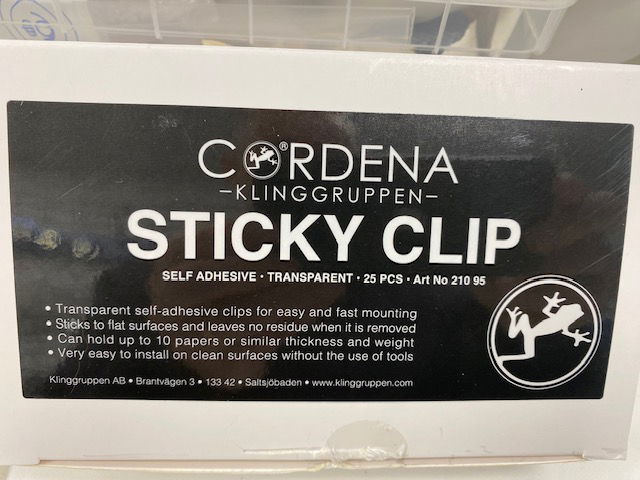 CORDENA®
–KLINGGRUPPEN–
STICKY CLIP
SELF ADHESIVE • TRANSPARENT • 25 PCS • Art No 210 95
• Transparent self-adhesive clips for easy and fast mounting
• Sticks to flat surfaces and leaves no residue when it is removed
• Can hold up to 10 papers or similar thickness and weight
• Very easy to install on clean surfaces without the use of tools
Klinggruppen AB • Brantvägen 3 • 133 42 • Saltsjöbaden • www.klinggruppen.com